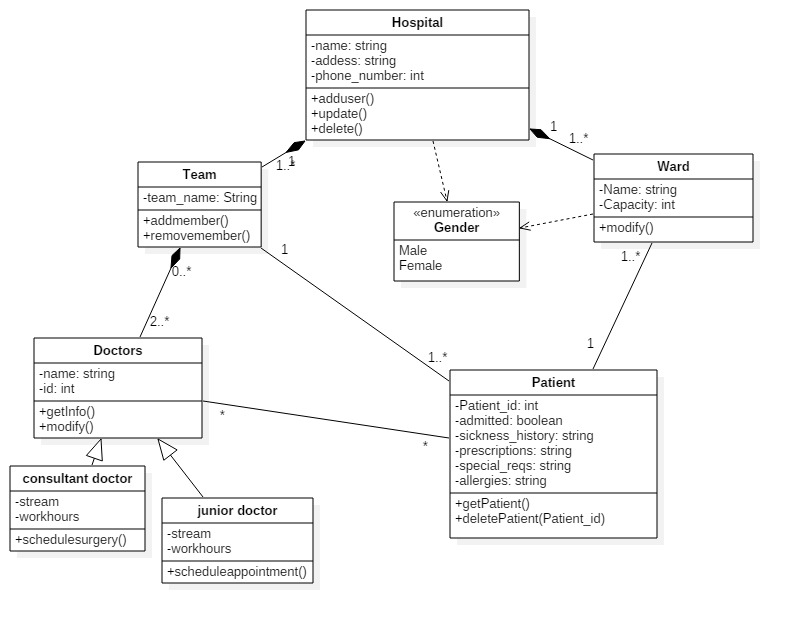 Hospital
-name: string
-addess: string
-phone_number: int
+adduser()
+update()
+delete()
1
1..*
1..*
1
Team
-team_name: String
+addmember()
+removemember()
Ward
-Name: string
-Capacity: int
+modify()
«enumeration»
Gender
Male
Female
0..*
1
1..*
2..*
1
1..*
Doctors
-name: string
-id: int
+getInfo()
+modify()
*
*
Patient
-Patient_id: int
-admitted: boolean
-sickness_history: string
-prescriptions: string
-special_reqs: string
-allergies: string
+getPatient()
+deletePatient(Patient_id)
consultant doctor
-stream
-workhours
+schedulesurgery()
junior doctor
-stream
-workhours
+scheduleappointment()